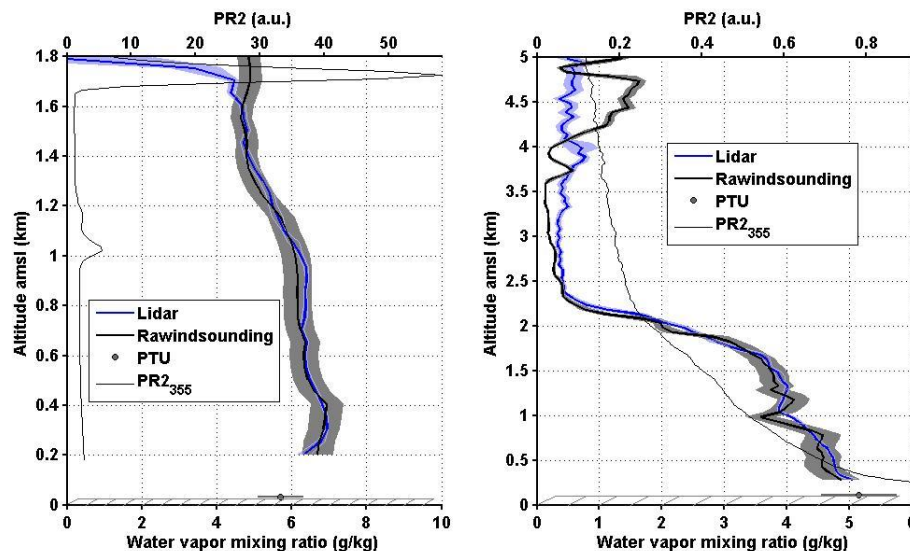 PR2 (a.u.)
0 10 20 30 40 50
1.8
1.6
1.4
1.2
1
0.8
0.6
0.4
0.2
0
Altitude amsl (km)
Lidar
Rawindsounding
PTU
PR2355
0 2 4 6 8 10
Water vapor mixing ratio (g/kg)
PR2 (a.u.)
0 0.2 0.4 0.6 0.8
5
4.5
4
3.5
3
2.5
2
1.5
1
0.5
0
Altitude amsl (km)
Lidar
Rawindsounding
PTU
PR2355
0 1 2 3 4 5 6
Water vapor mixing ratio (g/kg)